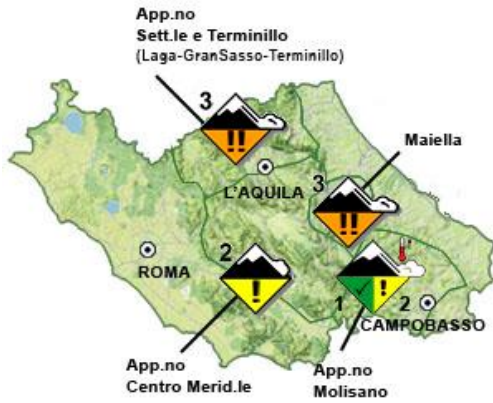 App.no
Sett.le e Terminillo
(Laga-GranSasso-Terminillo)
3
!!
Maiella
L'AQUILA
3
!!
ROMA
2
!
1
!
2
CAMPOBASSO
App.no
Centro Merid.le
App.no
Molisano